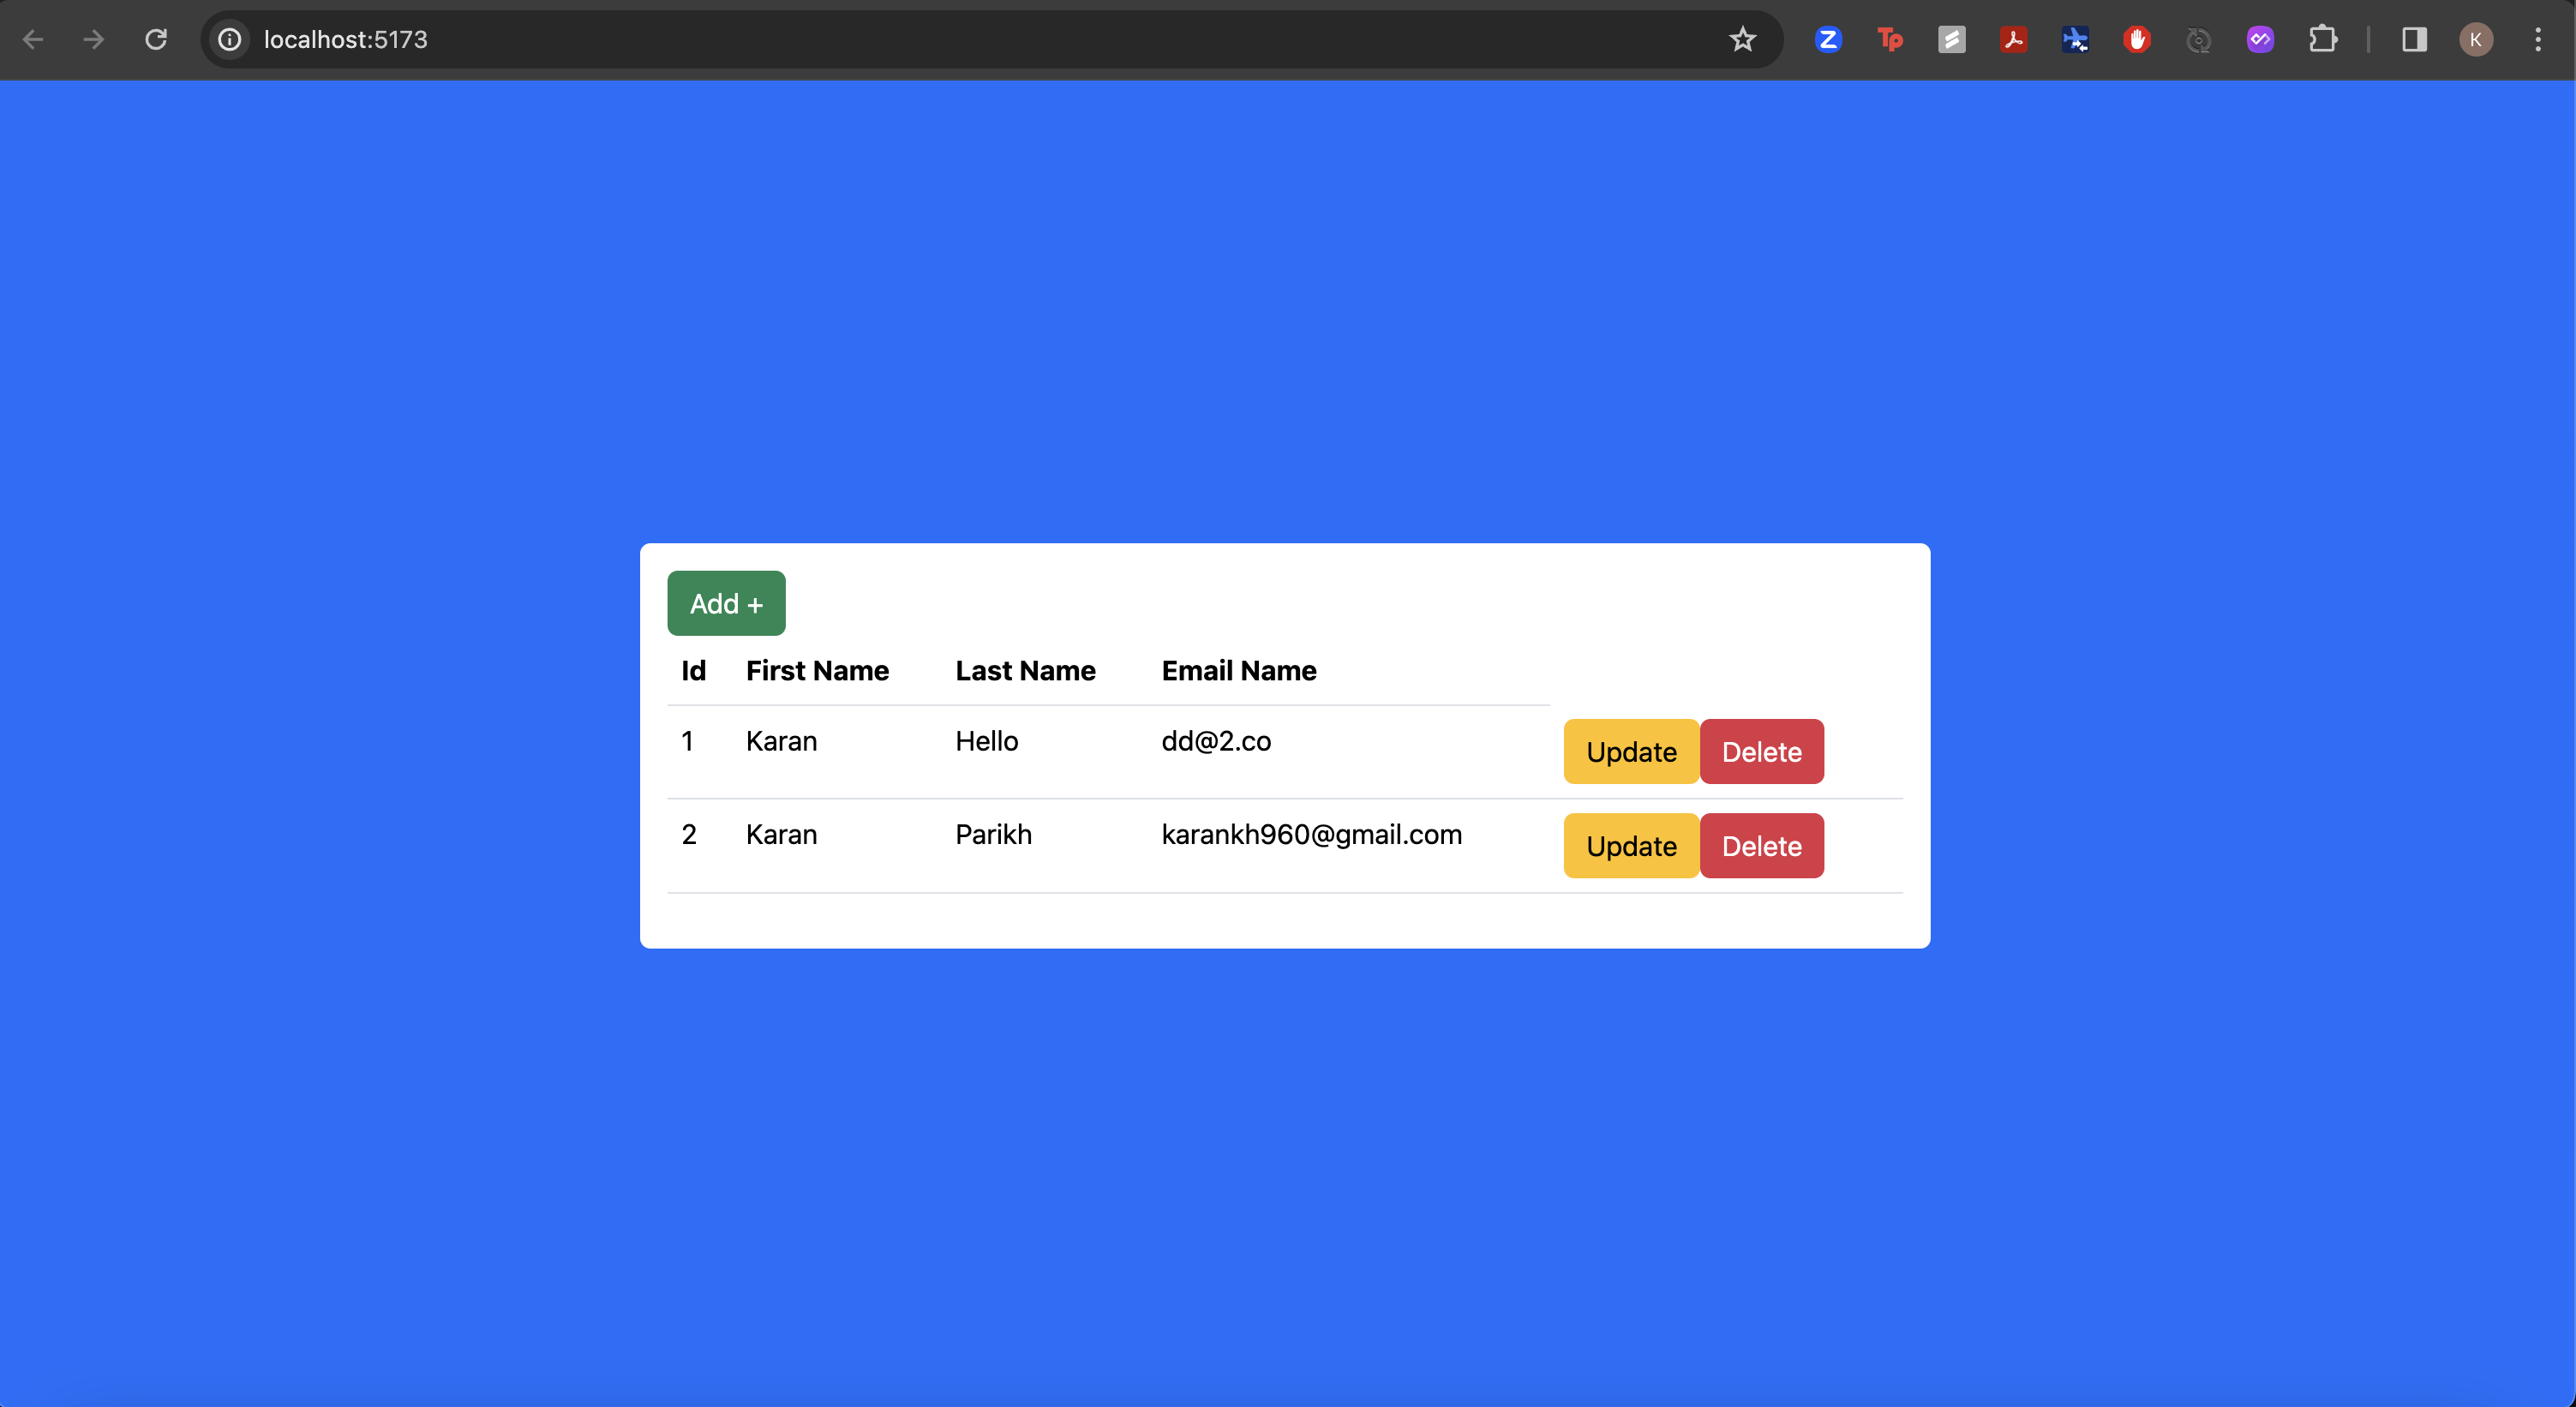 localhost:5173
Z Tp K
Add +
Id First Name Last Name Email Name
1 Karan Hello dd@2.co Update Delete
2 Karan Parikh karankh960@gmail.com Update Delete